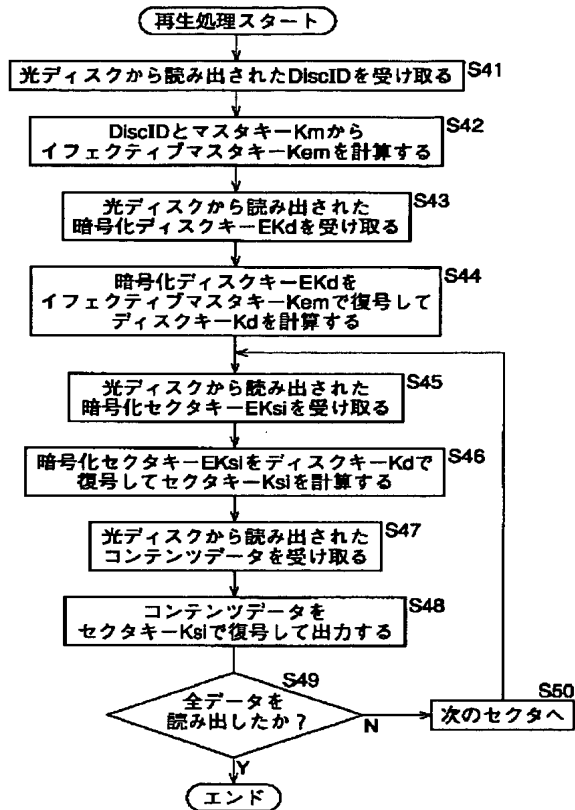 再生処理スタート
S41
光ディスクから読み出されたDiscIDを受け取る
S42
DiscIDとマスタキーKmから
イフェクティブマスタキーKemを計算する
S43
光ディスクから読み出された
暗号化ディスクキーEKdを受け取る
S44
暗号化ディスクキーEKdを
イフェクティブマスタキーKemで復号して
ディスクキーKdを計算する
S45
光ディスクから読み出された
暗号化セクタキーEKsiを受け取る
S46
暗号化セクタキーEKsiをディスクキーKdで
復号してセクタキーKsiを計算する
S47
光ディスクから読み出された
コンテンツデータを受け取る
S48
コンテンツデータを
セクタキーKsiで復号して出力する
S49
全データを
読み出したか？
N
S50
次のセクタへ
Y
エンド